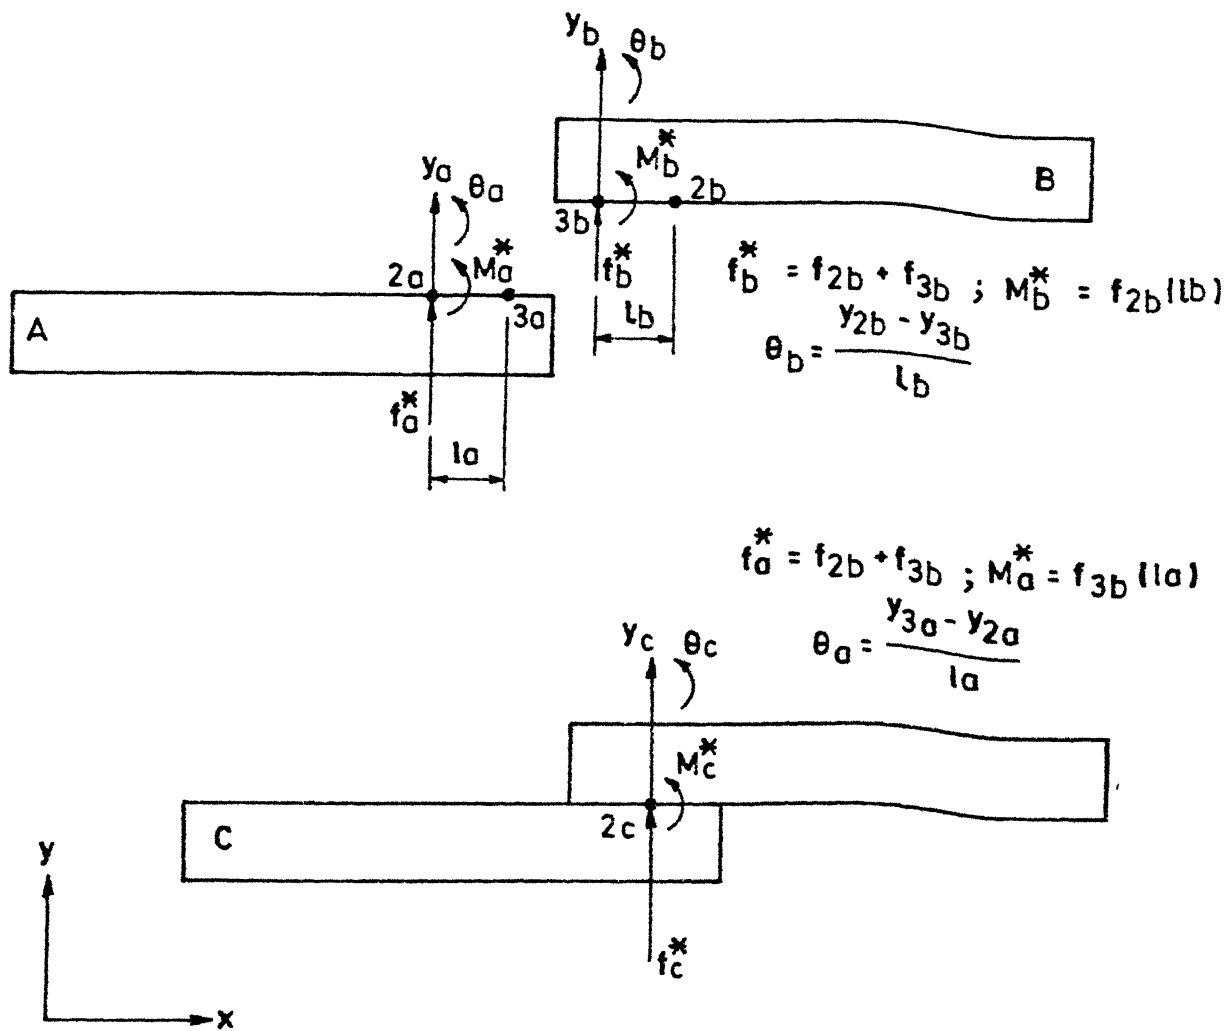 y_b
θ_b
y_a
θ_a
M_b^*
B
2b
3b
2a
M_a^*
3a
A
f_b^*
l_b
f_b^* = f_2b + f_3b ; M_b^* = f_2b (lb)
θ_b = (y_2b - y_3b) / l_b
f_a^*
la
f_a^* = f_2b + f_3b ; M_a^* = f_3b (la)
θ_a = (y_3a - y_2a) / la
y_c
θ_c
M_c^*
C
2c
y
f_c^*
x